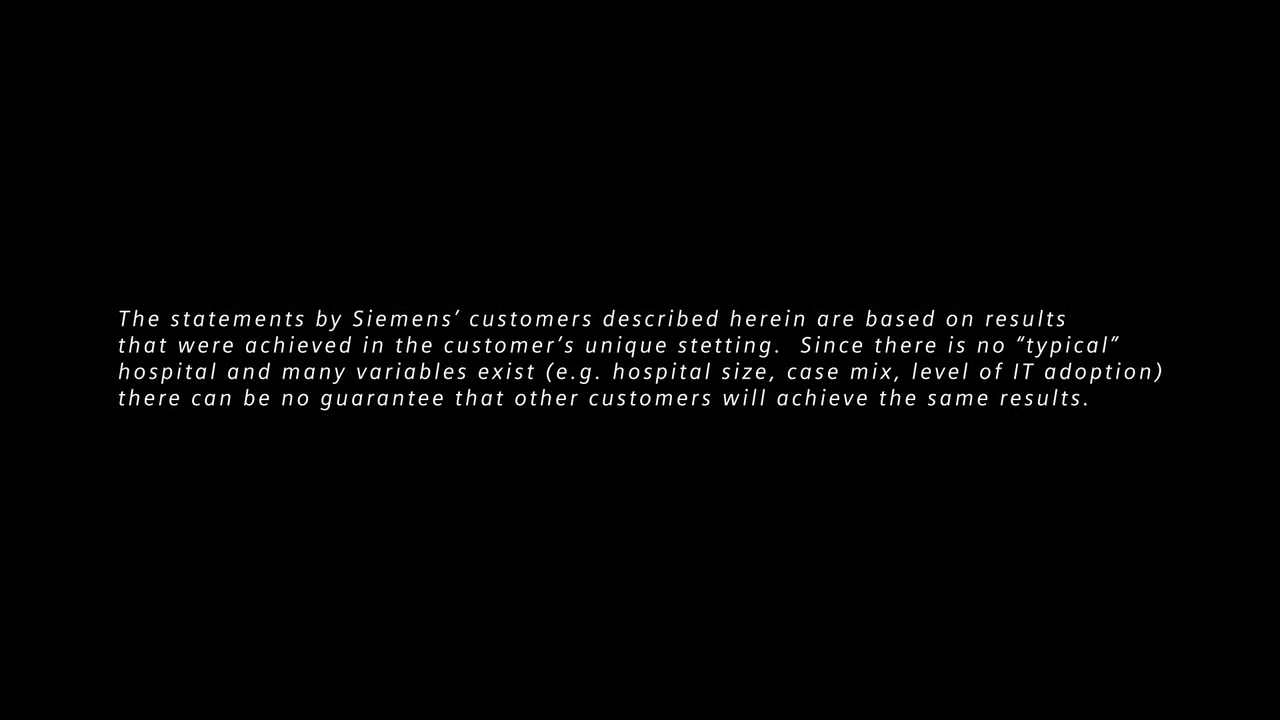 The statements by Siemens’ customers described herein are based on results
that were achieved in the customer’s unique stetting.  Since there is no “typical”
hospital and many variables exist (e.g. hospital size, case mix, level of IT adoption)
there can be no guarantee that other customers will achieve the same results.